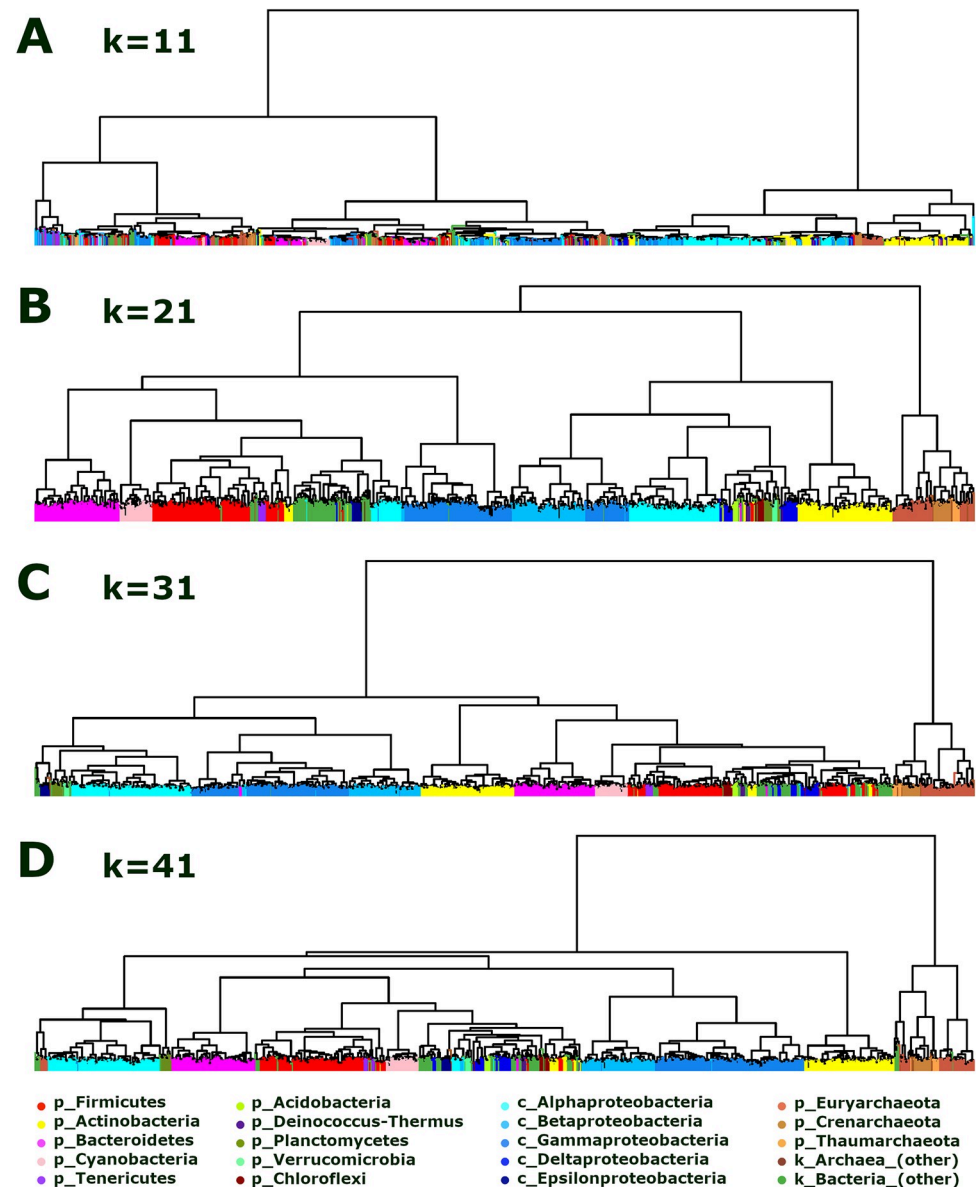 A k=11
B k=21
C k=31
D k=41
p_Firmicutes
p_Actinobacteria
p_Bacteroidetes
p_Cyanobacteria
p_Tenericutes
p_Acidobacteria
p_Deinococcus-Thermus
p_Planctomycetes
p_Verrucomicrobia
p_Chloroflexi
c_Alphaproteobacteria
c_Betaproteobacteria
c_Gammaproteobacteria
c_Deltaproteobacteria
c_Epsilonproteobacteria
p_Euryarchaeota
p_Crenarchaeota
p_Thaumarchaeota
k_Archaea_(other)
k_Bacteria_(other)